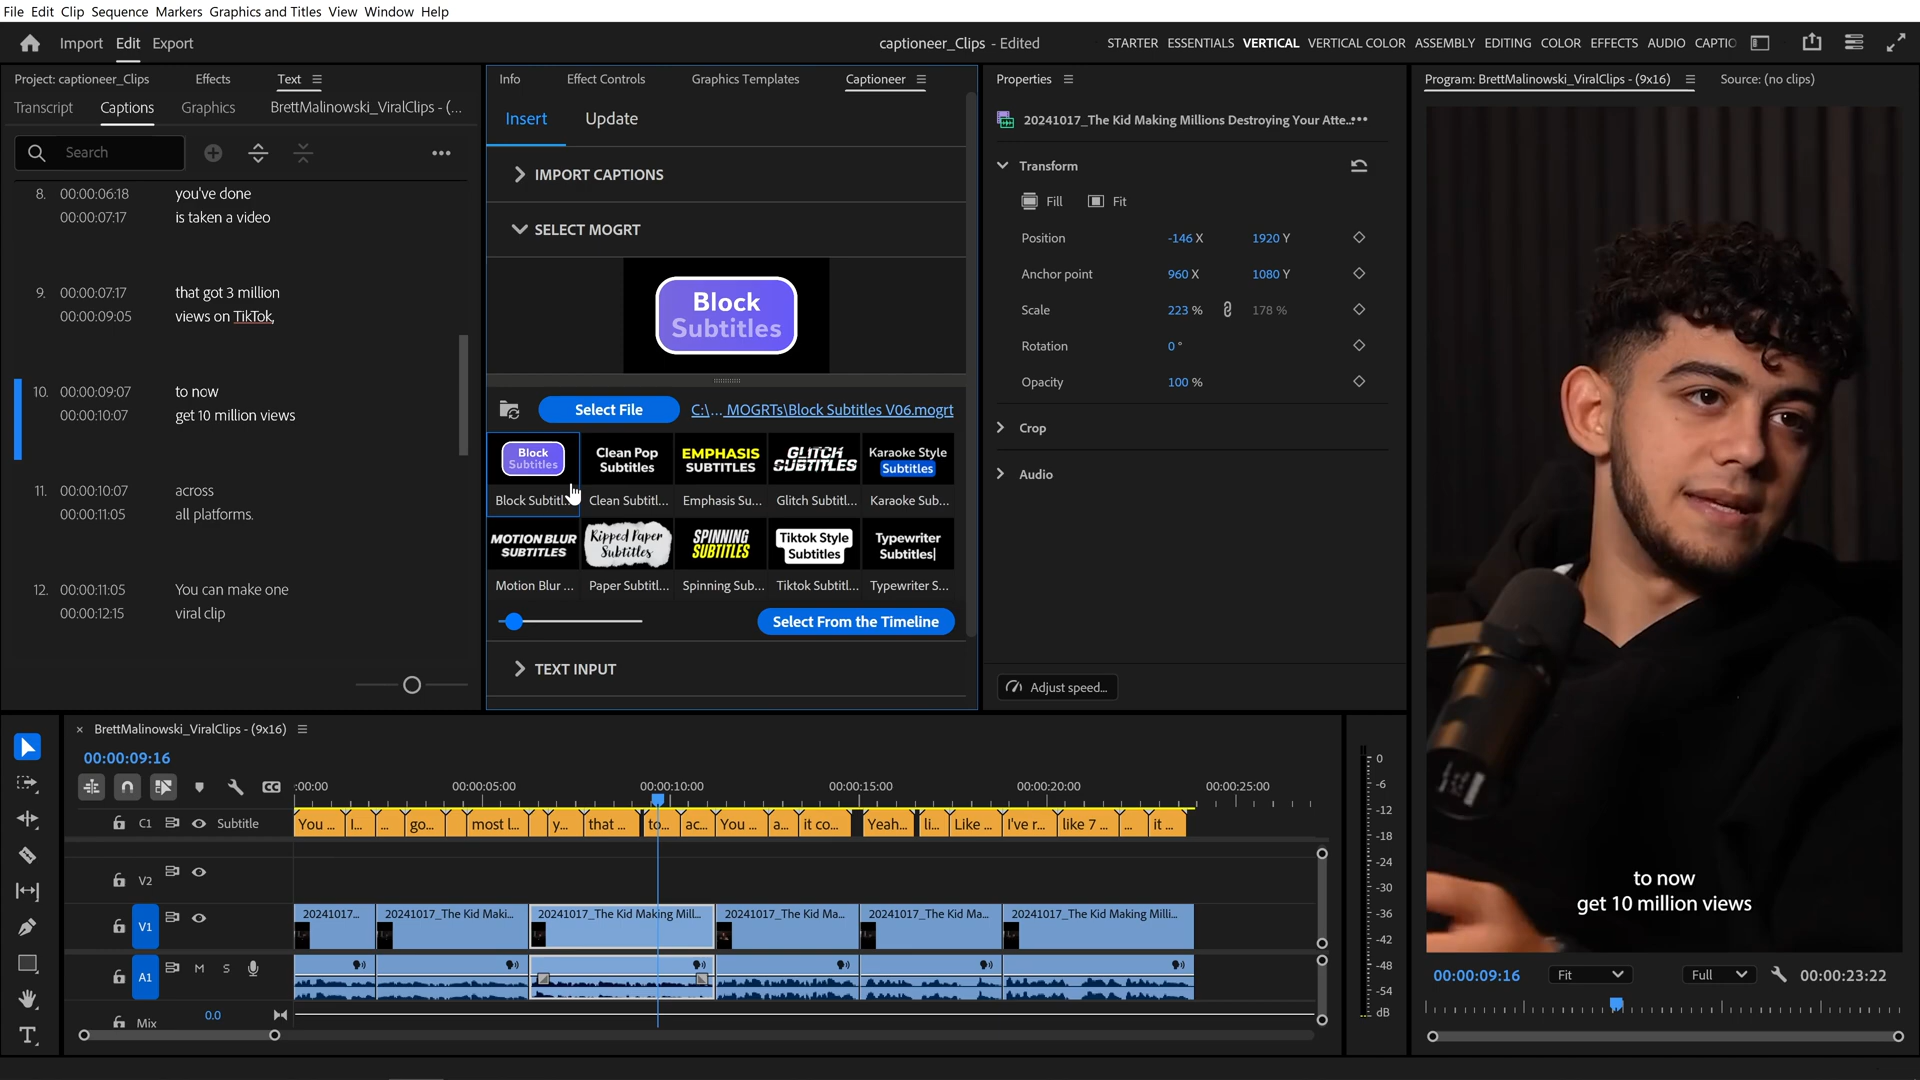 File Edit Clip Sequence Markers Graphics and Titles View Window Help
Import Edit Export
captioneer_Clips - Edited
STARTER ESSENTIALS VERTICAL VERTICAL COLOR ASSEMBLY EDITING COLOR EFFECTS AUDIO CAPTIO
Project: captioneer_Clips Effects Text
Transcript Captions Graphics BrettMalinowski_ViralClips - (...
Search
8. 00:00:06:18 you've done
00:00:07:17 is taken a video
9. 00:00:07:17 that got 3 million
00:00:09:05 views on TikTok,
10. 00:00:09:07 to now
00:00:10:07 get 10 million views
11. 00:00:10:07 across
00:00:11:05 all platforms.
12. 00:00:11:05 You can make one
00:00:12:15 viral clip
Info Effect Controls Graphics Templates Captioneer
Insert Update
IMPORT CAPTIONS
SELECT MOGRT
Block
Subtitles
Select File C:\... MOGRTs\Block Subtitles V06.mogrt
Block
Subtitles
Clean Pop
Subtitles
EMPHASIS
SUBTITLES
GLITCH
SUBTITLES
Karaoke Style
Subtitles
Block Subtitl... Clean Subtitl... Emphasis Su... Glitch Subtitl... Karaoke Sub...
MOTION BLUR
SUBTITLES
Ripped Paper
Subtitles
SPINNING
SUBTITLES
Tiktok Style
Subtitles
Typewriter
Subtitles|
Motion Blur ... Paper Subtitl... Spinning Sub... Tiktok Subtitl... Typewriter S...
Select From the Timeline
TEXT INPUT
Properties
20241017_The Kid Making Millions Destroying Your Atte...
Transform
Fill Fit
Position -146 X 1920 Y
Anchor point 960 X 1080 Y
Scale 223 % 178 %
Rotation 0 °
Opacity 100 %
Crop
Audio
Adjust speed...
Program: BrettMalinowski_ViralClips - (9x16) Source: (no clips)
to now
get 10 million views
00:00:09:16 Fit Full 00:00:23:22
× BrettMalinowski_ViralClips - (9x16)
00:00:09:16
:00:00 00:00:05:00 00:00:10:00 00:00:15:00 00:00:20:00 00:00:25:00
C1 Subtitle You ... I... ... go... most l... y... that ... to... ac... You ... a... it co... Yeah... li... Like ... I've r... like 7 ... ... it ...
V2
V1 20241017... 20241017_The Kid Maki... 20241017_The Kid Making Mill... 20241017_The Kid Ma... 20241017_The Kid Ma... 20241017_The Kid Making Milli...
A1 M S
Mix 0.0
CC
0
-6
-12
-18
-24
-30
-36
-42
-48
-54
dB